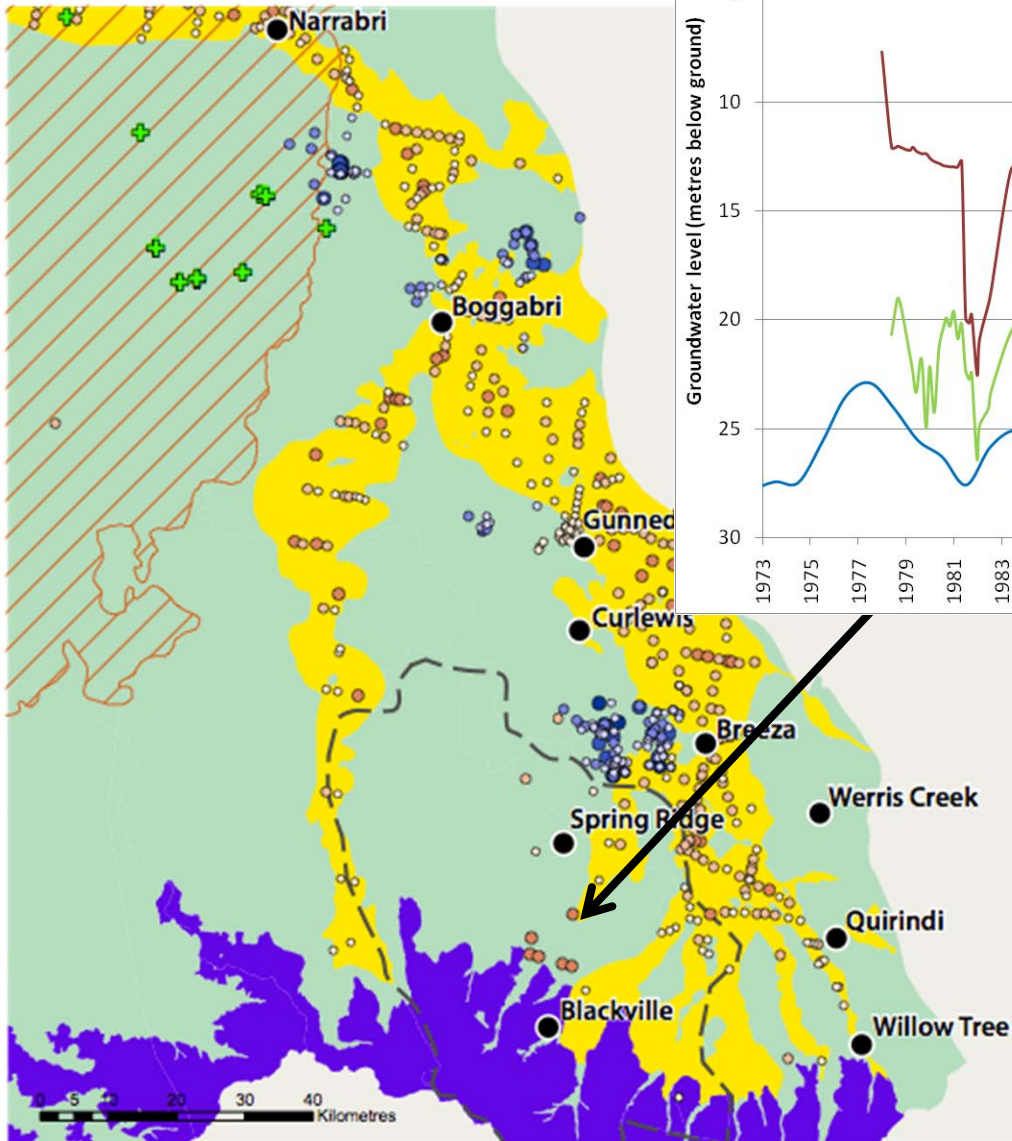 Narrabri
Boggabri
Gunned
Curlewis
Breeza
Werris Creek
Spring Ridge
Quirindi
Blackville
Willow Tree
0 5 10 20 30 40
Kilometres
Groundwater level (metres below ground)
10
15
20
25
30
1973
1975
1977
1979
1981
1983